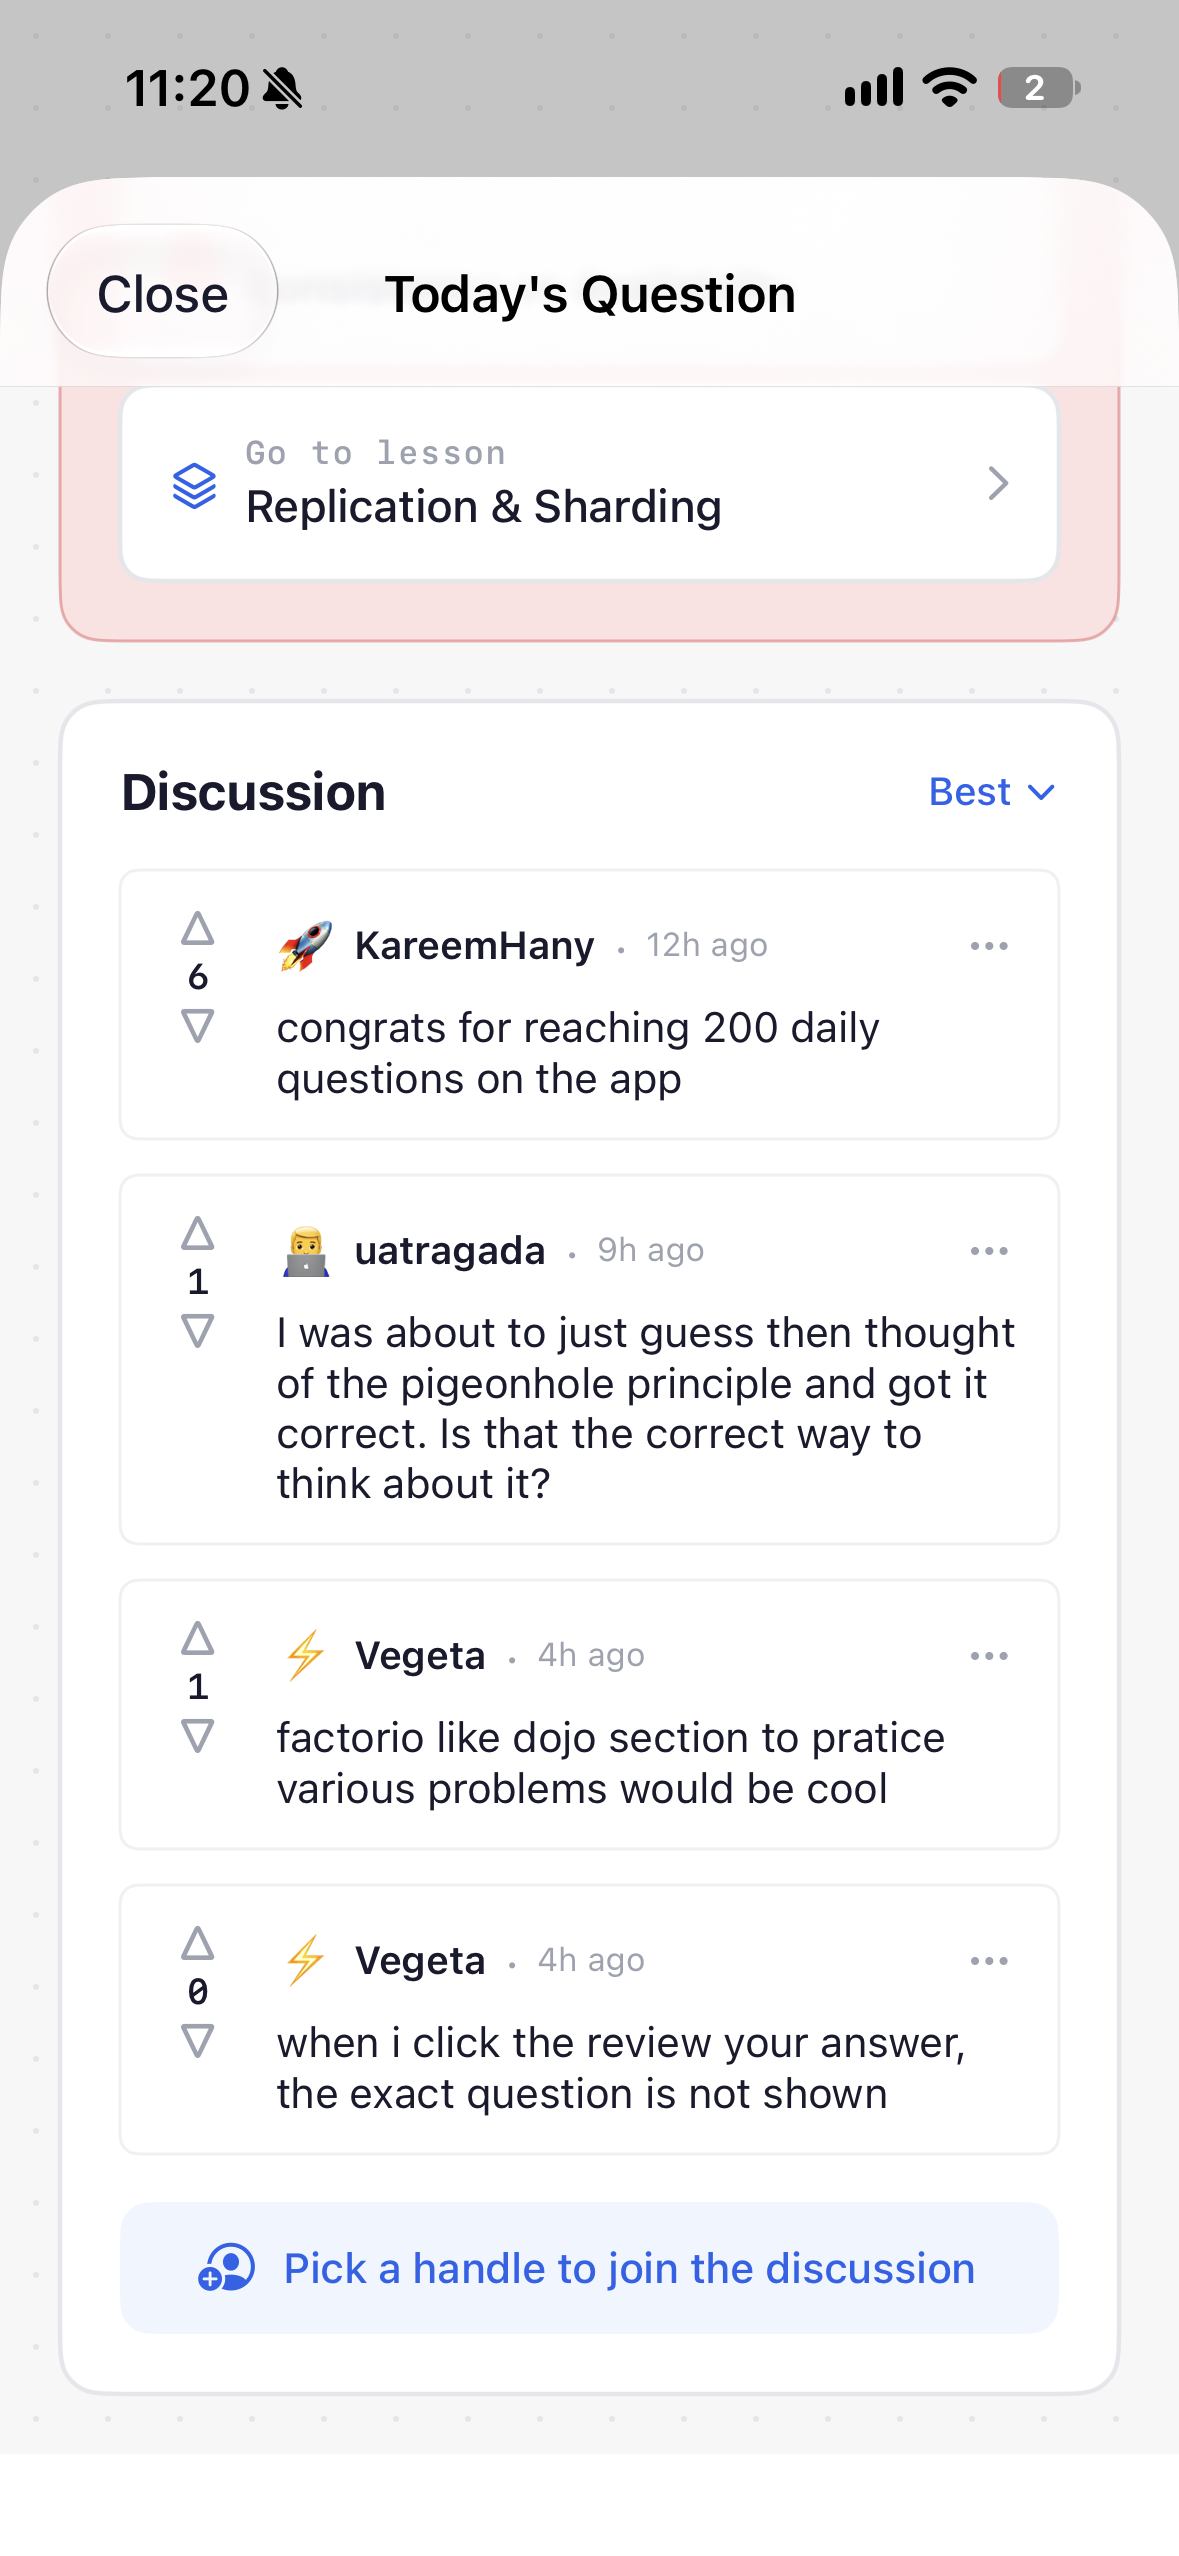 11:20
2
Close
Today's Question
Go to lesson
Replication & Sharding
Discussion
Best
6
KareemHany · 12h ago
congrats for reaching 200 daily
questions on the app
1
uatragada · 9h ago
I was about to just guess then thought
of the pigeonhole principle and got it
correct. Is that the correct way to
think about it?
1
Vegeta · 4h ago
factorio like dojo section to pratice
various problems would be cool
0
Vegeta · 4h ago
when i click the review your answer,
the exact question is not shown
Pick a handle to join the discussion